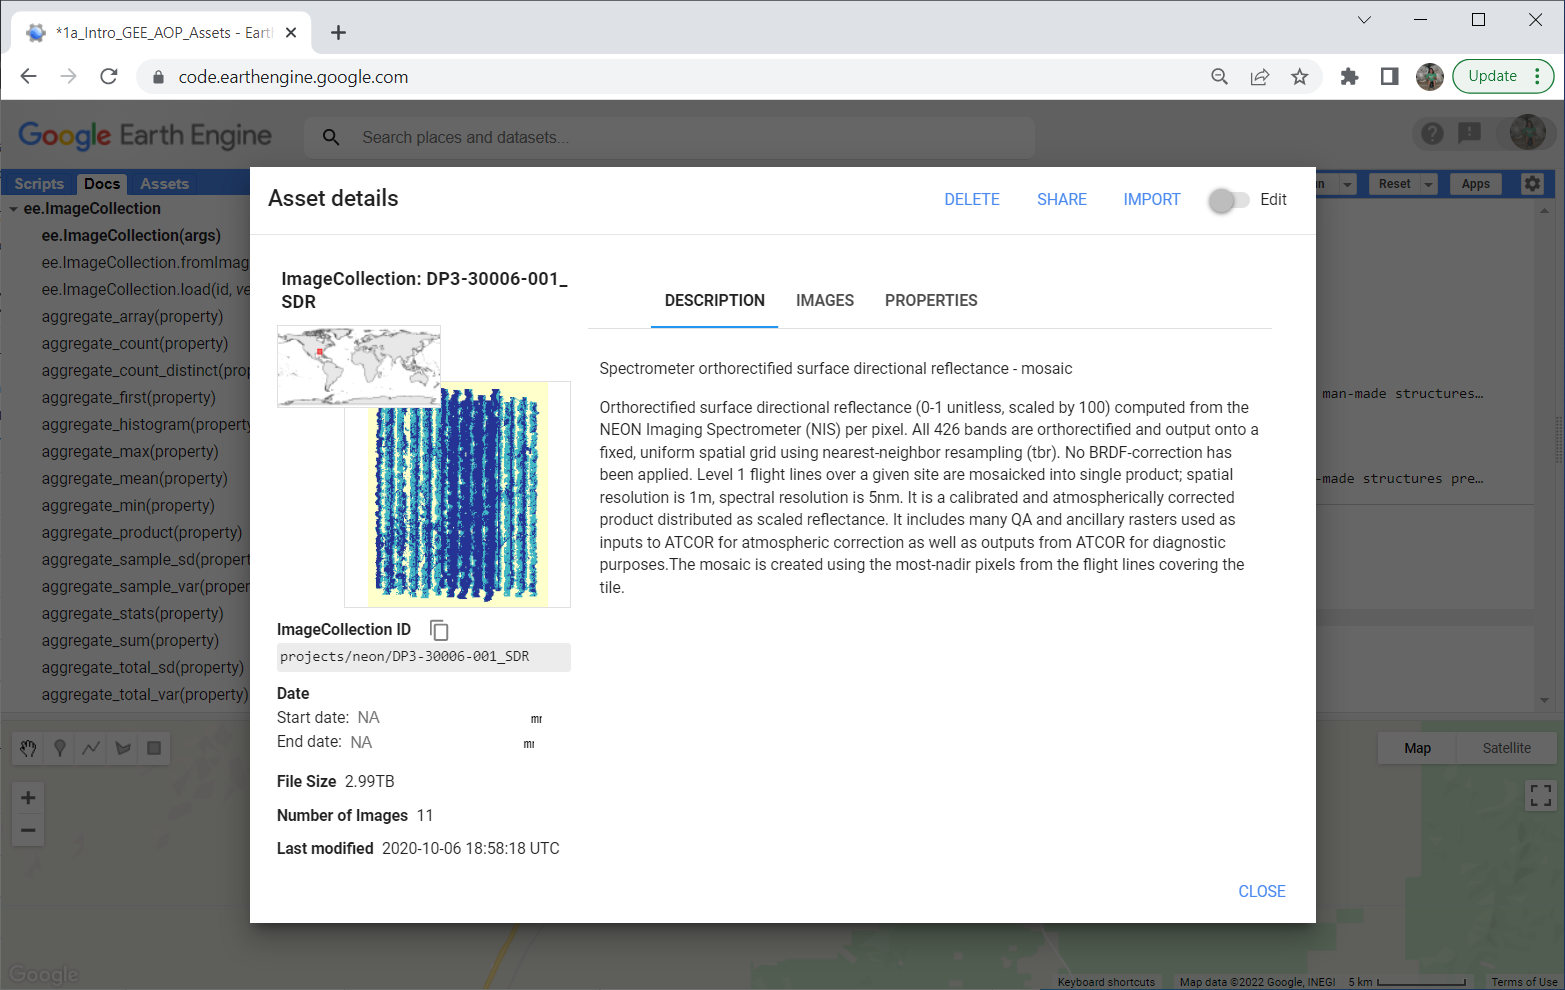 *1a_Intro_GEE_AOP_Assets - Eart
code.earthengine.google.com
Update
Google Earth Engine
Search places and datasets...
Scripts
Docs
Assets
Reset
Apps
ee.ImageCollection
ee.ImageCollection(args)
ee.ImageCollection.fromImag
ee.ImageCollection.load(id, ve
aggregate_array(property)
aggregate_count(property)
aggregate_count_distinct(prop
aggregate_first(property)
aggregate_histogram(property
aggregate_max(property)
aggregate_mean(property)
aggregate_min(property)
aggregate_product(property)
aggregate_sample_sd(propert
aggregate_sample_var(proper
aggregate_stats(property)
aggregate_sum(property)
aggregate_total_sd(property)
aggregate_total_var(property)
man-made structures…
-made structures pre…
Asset details
DELETE
SHARE
IMPORT
Edit
ImageCollection: DP3-30006-001_
SDR
DESCRIPTION
IMAGES
PROPERTIES
Spectrometer orthorectified surface directional reflectance - mosaic
Orthorectified surface directional reflectance (0-1 unitless, scaled by 100) computed from the
NEON Imaging Spectrometer (NIS) per pixel. All 426 bands are orthorectified and output onto a
fixed, uniform spatial grid using nearest-neighbor resampling (tbr). No BRDF-correction has
been applied. Level 1 flight lines over a given site are mosaicked into single product; spatial
resolution is 1m, spectral resolution is 5nm. It is a calibrated and atmospherically corrected
product distributed as scaled reflectance. It includes many QA and ancillary rasters used as
inputs to ATCOR for atmospheric correction as well as outputs from ATCOR for diagnostic
purposes.The mosaic is created using the most-nadir pixels from the flight lines covering the
tile.
ImageCollection ID
projects/neon/DP3-30006-001_SDR
Date
Start date: NA
End date: NA
File Size 2.99TB
Number of Images 11
Last modified 2020-10-06 18:58:18 UTC
CLOSE
Map
Satellite
Google
Keyboard shortcuts
Map data ©2022 Google, INEGI
5 km
Terms of Use